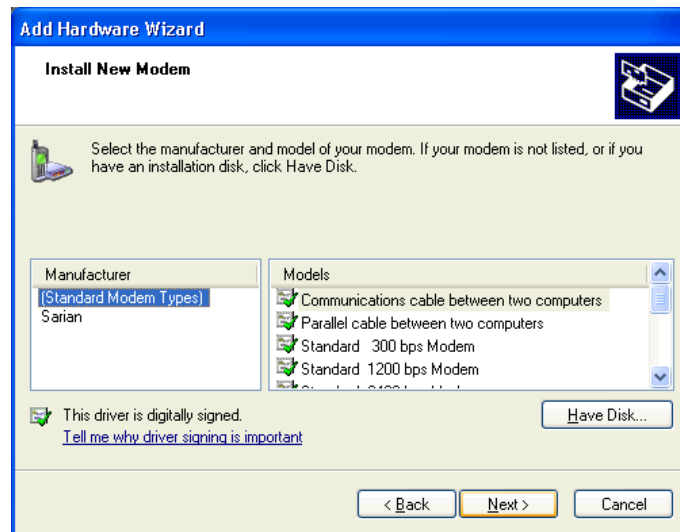 Add Hardware Wizard
Install New Modem
Select the manufacturer and model of your modem. If your modem is not listed, or if you
have an installation disk, click Have Disk.
Manufacturer
(Standard Modem Types)
Sarian
Models
Communications cable between two computers
Parallel cable between two computers
Standard 300 bps Modem
Standard 1200 bps Modem
This driver is digitally signed.
Tell me why driver signing is important
Have Disk...
< Back
Next >
Cancel